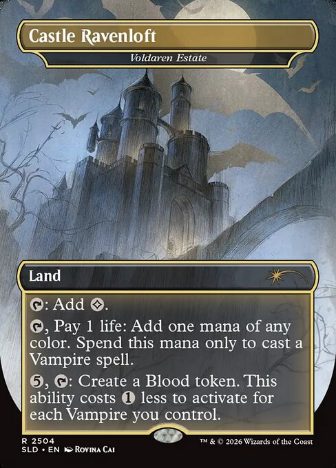 Castle Ravenloft
Voldaren Estate
Land
: Add .
, Pay 1 life: Add one mana of any
color. Spend this mana only to cast a
Vampire spell.
5, : Create a Blood token. This
ability costs 1 less to activate for
each Vampire you control.
R 2504
SLD • EN Rovina Cai
™ & © 2026 Wizards of the Coast